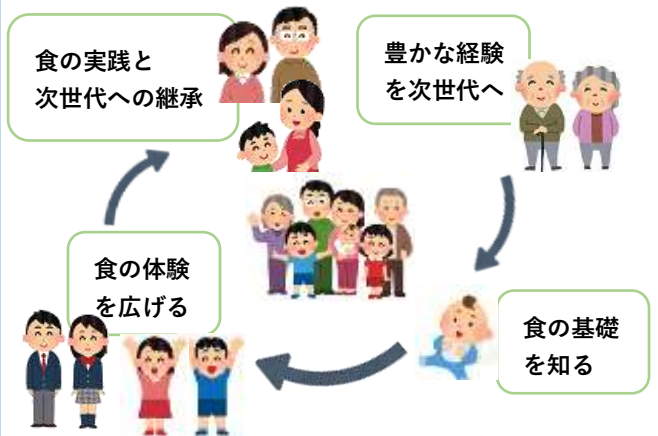 食の実践と
次世代への継承
豊かな経験
を次世代へ
食の体験
を広げる
食の基礎
を知る